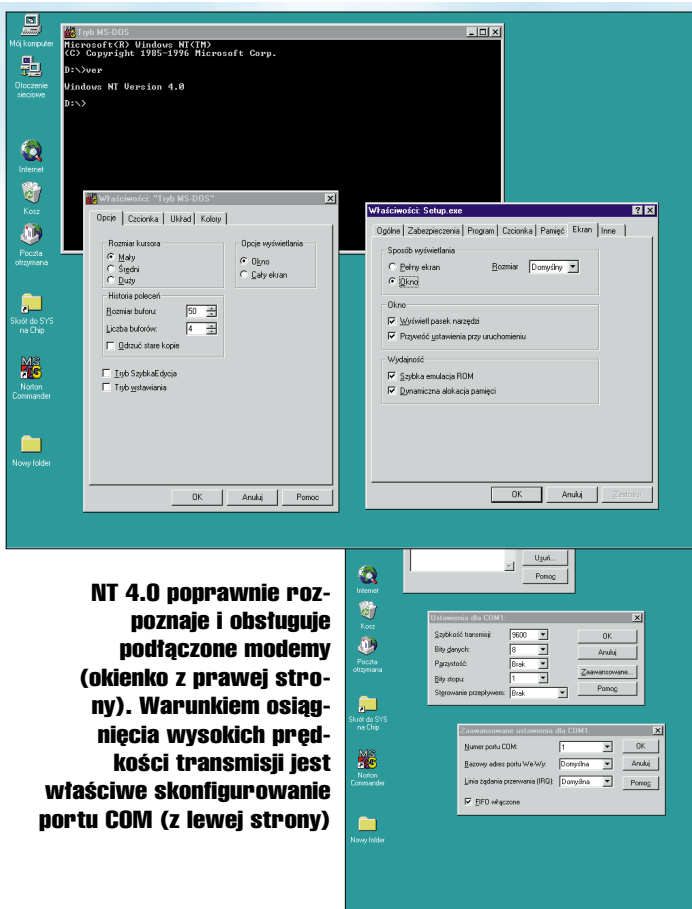 Mój komputer
Otoczenie
sieciowe
Internet
Kosz
Poczta
otrzymana
Skrót do SYS
na Chip
MS
Norton
Commander
Nowy folder
Tryb MS-DOS
Microsoft(R) Windows NT(TM)
(C) Copyright 1985-1996 Microsoft Corp.
D:\>ver
Windows NT Version 4.0
D:\>
Właściwości: "Tryb MS-DOS"
Opcje
Czcionka
Układ
Kolory
Rozmiar kursora
Mały
Średni
Duży
Opcje wyświetlania
Okno
Cały ekran
Historia poleceń
Rozmiar buforu: 50
Liczba buforów: 4
Odrzuć stare kopie
Tryb SzybkaEdycja
Tryb wstawiania
OK
Anuluj
Pomoc
Właściwości: Setup.exe
Ogólne
Zabezpieczenia
Program
Czcionka
Pamięć
Ekran
Inne
Sposób wyświetlania
Pełny ekran
Rozmiar Domyślny
Okno
Okno
Wyświetl pasek narzędzi
Przywróć ustawienia przy uruchomieniu
Wydajność
Szybka emulacja ROM
Dynamiczna alokacja pamięci
OK
Anuluj
Zastosuj
NT 4.0 poprawnie roz-
poznaje i obsługuje
podłączone modemy
(okienko z prawej stro-
ny). Warunkiem osiąg-
nięcia wysokich pręd-
kości transmisji jest
właściwe skonfigurowanie
portu COM (z lewej strony)
Internet
Kosz
Poczta
otrzymana
Skrót do SYS
na Chip
MS
Norton
Commander
Nowy folder
Usuń...
Pomoc
Ustawienia dla COM1:
Szybkość transmisji: 9600
Bity danych: 8
Parzystość: Brak
Bity stopu: 1
Sterowanie przepływem: Brak
OK
Anuluj
Zaawansowane...
Pomoc
Zaawansowane ustawienia dla COM1:
Numer portu COM: 1
Bazowy adres portu We-Wy: Domyślna
Linia żądania przerwania (IRQ): Domyślna
FIFO włączone
OK
Anuluj
Pomoc